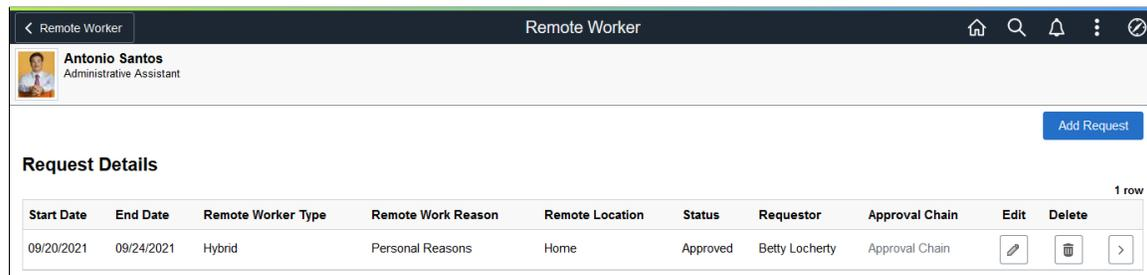 Remote Worker
Remote Worker
Antonio Santos
Administrative Assistant
Add Request
Request Details
1 row
Start Date End Date Remote Worker Type Remote Work Reason Remote Location Status Requestor Approval Chain Edit Delete
09/20/2021 09/24/2021 Hybrid Personal Reasons Home Approved Betty Locherty Approval Chain